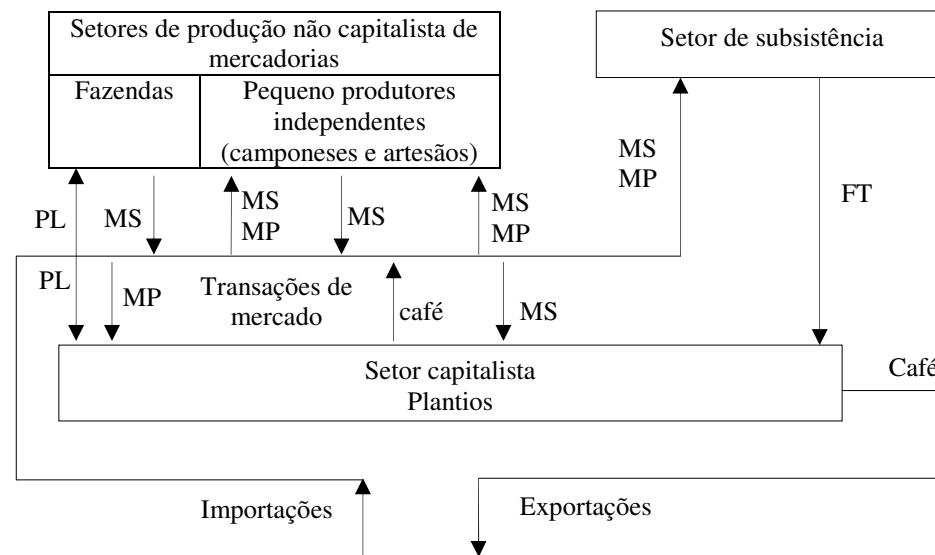 Setores de produção não capitalista de
mercadorias
Fazendas
Pequeno produtores
independentes
(camponeses e artesãos)
Setor de subsistência
PL
MS
MS
MP
MS
MS
MP
MS
MP
FT
PL
MP
Transações de
mercado
café
MS
Setor capitalista
Plantios
Café
Importações
Exportações